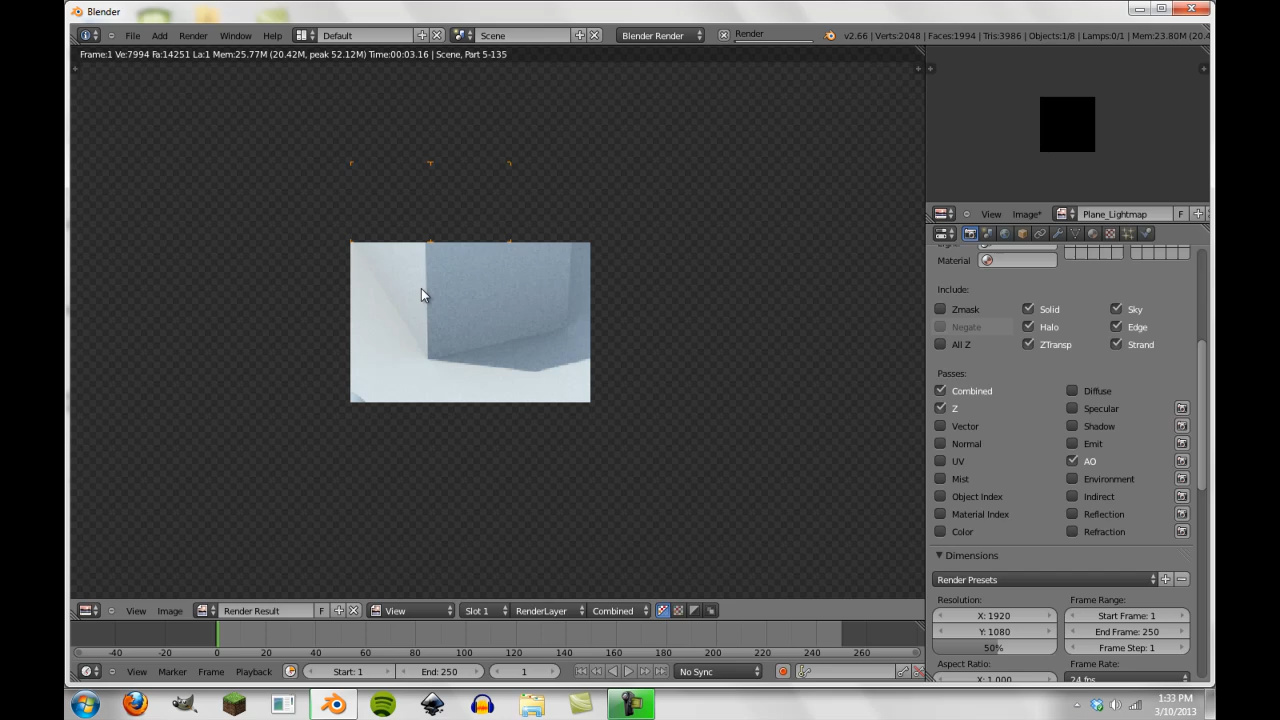 Blender
File Add Render Window Help Default Scene Blender Render Render v2.66 | Verts:2048 | Faces:1994 | Tris:3986 | Objects:1/8 | Lamps:0/1 | Mem:23.80M (20.4
Frame:1 Ve:7994 Fa:14251 La:1 Mem:25.77M (20.42M, peak 52.12M) Time:00:03.16 | Scene, Part 5-135
View Image* Plane_Lightmap F
Material
Include:
Zmask Solid Sky
Negate Halo Edge
All Z ZTransp Strand
Passes:
Combined Diffuse
Z Specular
Vector Shadow
Normal Emit
UV AO
Mist Environment
Object Index Indirect
Material Index Reflection
Color Refraction
Dimensions
Render Presets
Resolution: Frame Range:
X: 1920 Start Frame: 1
Y: 1080 End Frame: 250
50% Frame Step: 1
Aspect Ratio: Frame Rate:
X: 1.000 24 fps
View Image Render Result F View Slot 1 RenderLayer Combined
-40 -20 0 20 40 60 80 100 120 140 160 180 200 220 240 260
View Marker Frame Playback Start: 1 End: 250 1 No Sync
1:33 PM
3/10/2013